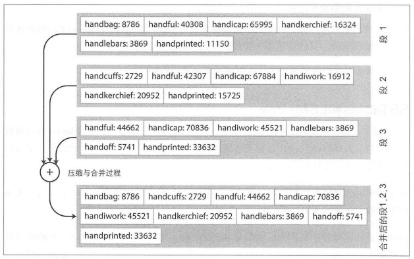 handbag: 8786 handful: 40308 handicap: 65995 handkerchief: 16324
handlebars: 3869 handprinted: 11150
段 1
handcuffs: 2729 handful: 42307 handicap: 67884 handiwork: 16912
handkerchief: 20952 handprinted: 15725
段 2
handful: 44662 handicap: 70836 handiwork: 45521 handlebars: 3869
handoff: 5741 handprinted: 33632
段 3
+ 压缩与合并过程
handbag: 8786 handcuffs: 2729 handful: 44662 handicap: 70836
handiwork: 45521 handkerchief: 20952 handlebars: 3869 handoff: 5741
handprinted: 33632
合并后的段1, 2, 3